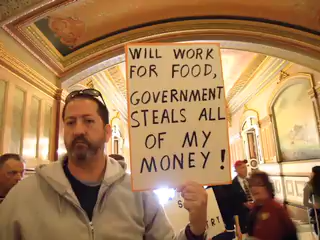 WILL WORK
FOR FOOD,
GOVERNMENT
STEALS ALL
OF MY
MONEY!